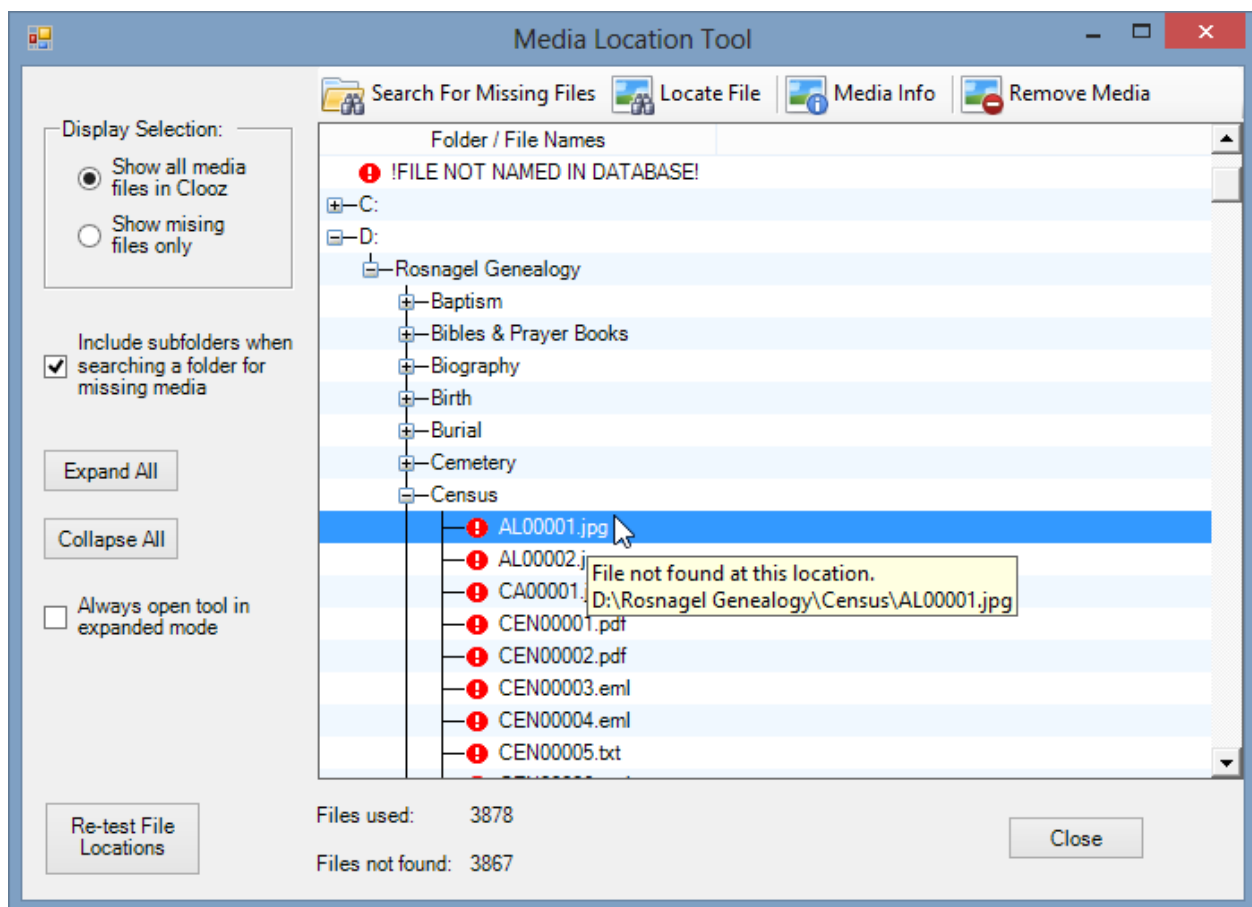 Media Location Tool
Search For Missing Files Locate File Media Info Remove Media
Display Selection:
Show all media
files in Clooz
Show mising
files only
Include subfolders when
searching a folder for
missing media
Expand All
Collapse All
Always open tool in
expanded mode
Re-test File
Locations
Folder / File Names
!FILE NOT NAMED IN DATABASE!
C:
D:
Rosnagel Genealogy
Baptism
Bibles & Prayer Books
Biography
Birth
Burial
Cemetery
Census
AL00001.jpg
AL00002.j
File not found at this location.
D:\Rosnagel Genealogy\Census\AL00001.jpg
CA00001.j
CEN00001.pdf
CEN00002.pdf
CEN00003.eml
CEN00004.eml
CEN00005.txt
Files used: 3878
Files not found: 3867
Close